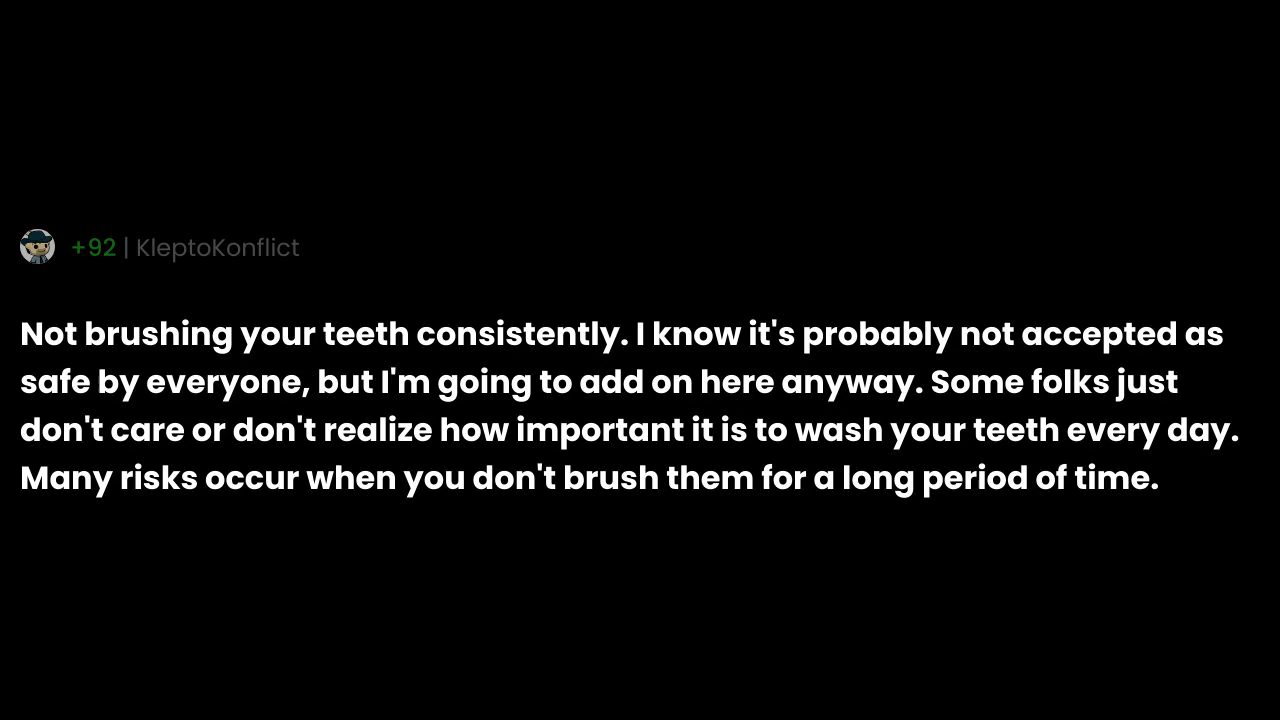 +92 | KleptoKonflict
Not brushing your teeth consistently. I know it's probably not accepted as
safe by everyone, but I'm going to add on here anyway. Some folks just
don't care or don't realize how important it is to wash your teeth every day.
Many risks occur when you don't brush them for a long period of time.